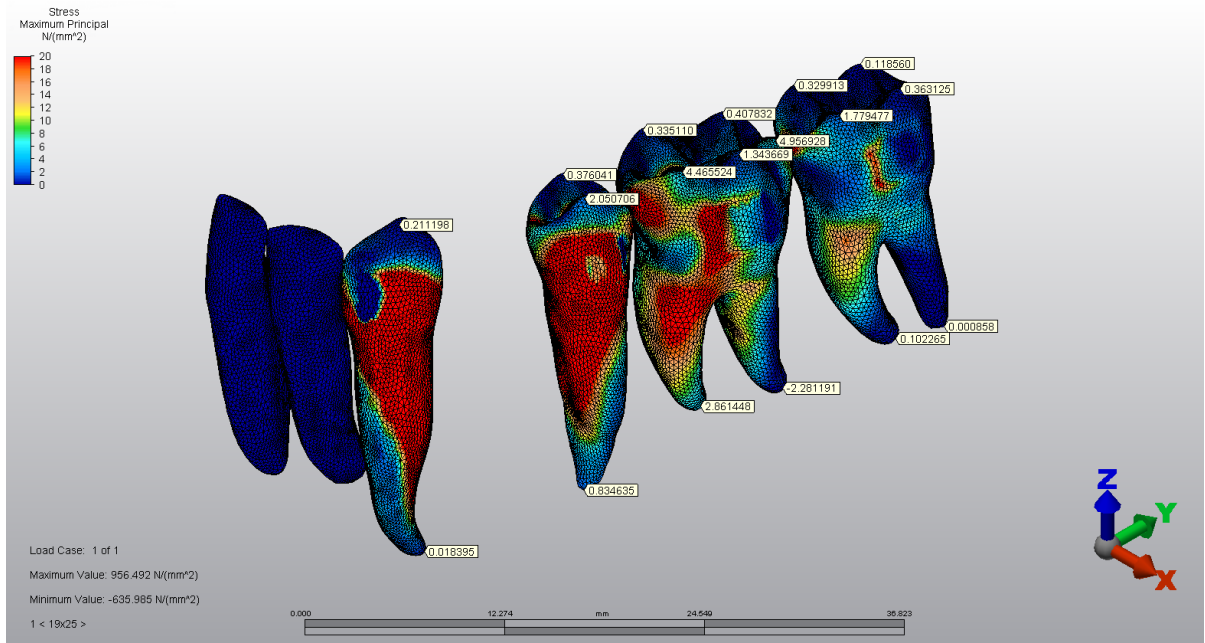 Stress
Maximum Principal
N/(mm^2)
20
18
16
14
12
10
8
6
4
2
0
0.118560
0.329913
0.363125
0.407832
1.779477
0.335110
4.956928
1.343669
4.465524
0.376041
2.050706
0.211198
0.000858
0.102265
-2.281191
2.861448
0.834635
0.018395
Z
Y
X
Load Case: 1 of 1
Maximum Value: 956.492 N/(mm^2)
Minimum Value: -635.985 N/(mm^2)
1 < 19x25 >
0.000 12.274 mm 24.549 36.823